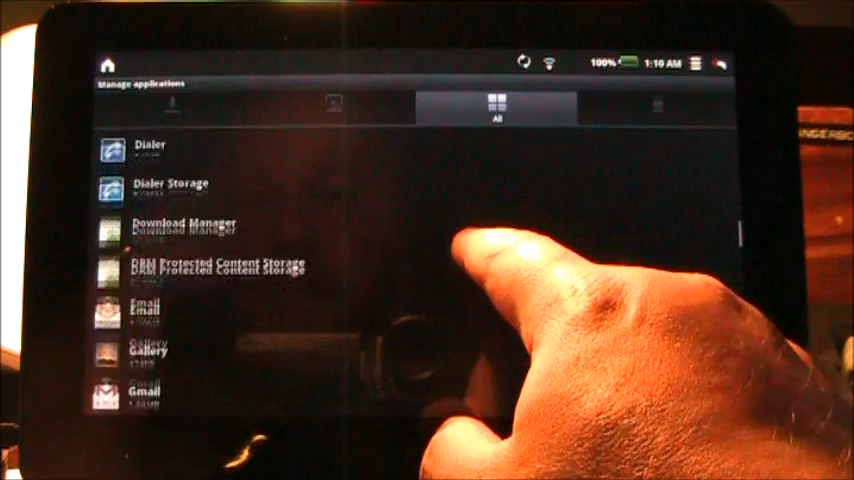 100% 1:10 AM
Manage applications
All
Dialer
Dialer Storage
Download Manager
DRM Protected Content Storage
Email
Gallery
Gmail